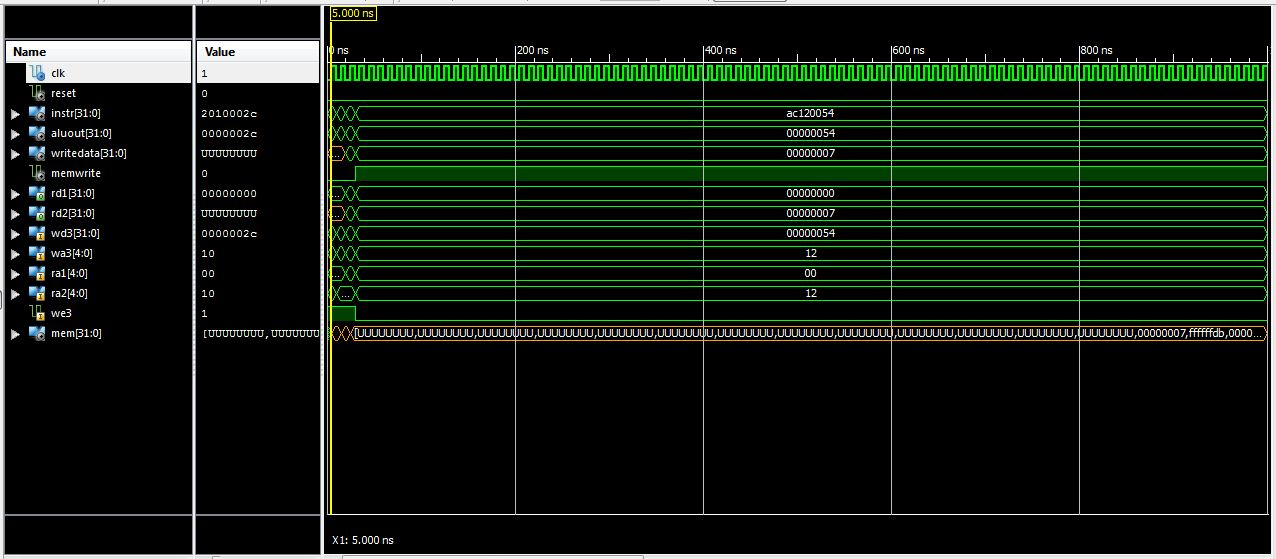 5.000 ns
Name Value
0 ns 200 ns 400 ns 600 ns 800 ns
clk 1
reset 0
instr[31:0] 2010002c ac120054
aluout[31:0] 0000002c 00000054
writedata[31:0] UUUUUUUU ... 00000007
memwrite 0
rd1[31:0] 00000000 ... 00000000
rd2[31:0] UUUUUUUU ... 00000007
wd3[31:0] 0000002c 00000054
wa3[4:0] 10 12
ra1[4:0] 00 ... 00
ra2[4:0] 10 ... 12
we3 1
mem[31:0] [UUUUUUUU,UUUUUUU [UUUUUUUU,UUUUUUUU,UUUUUUUU,UUUUUUUU,UUUUUUUU,UUUUUUUU,UUUUUUUU,UUUUUUUU,UUUUUUUU,UUUUUUUU,UUUUUUUU,UUUUUUUU,UUUUUUUU,00000007,ffffffdb,0000...
X1: 5.000 ns